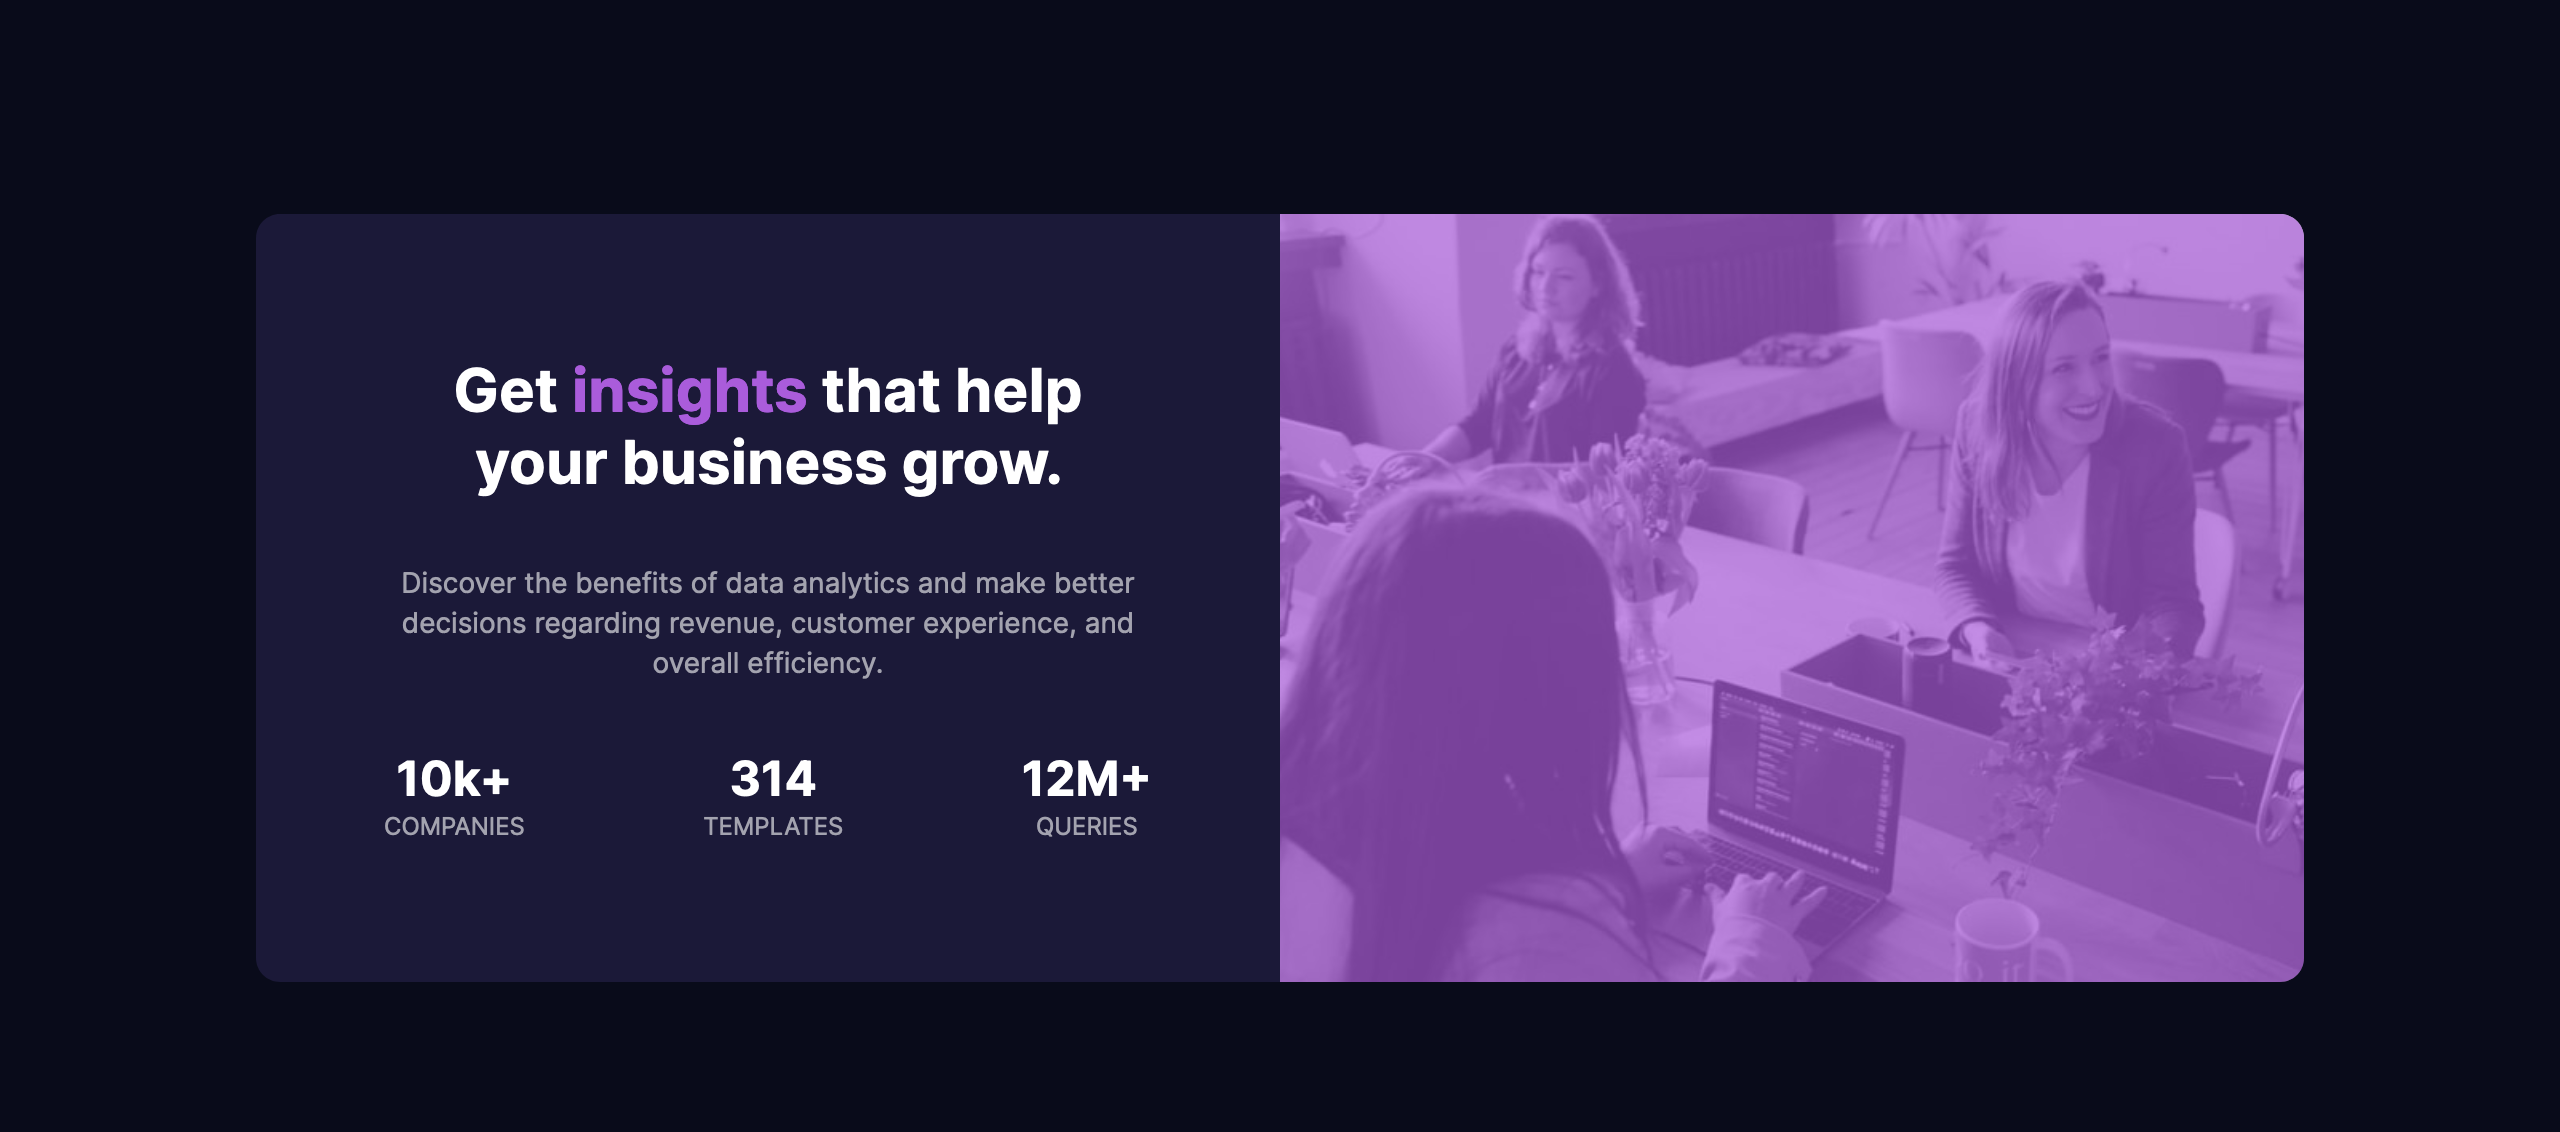 Get insights that help
your business grow.
Discover the benefits of data analytics and make better
decisions regarding revenue, customer experience, and
overall efficiency.
10k+ 314 12M+
COMPANIES TEMPLATES QUERIES